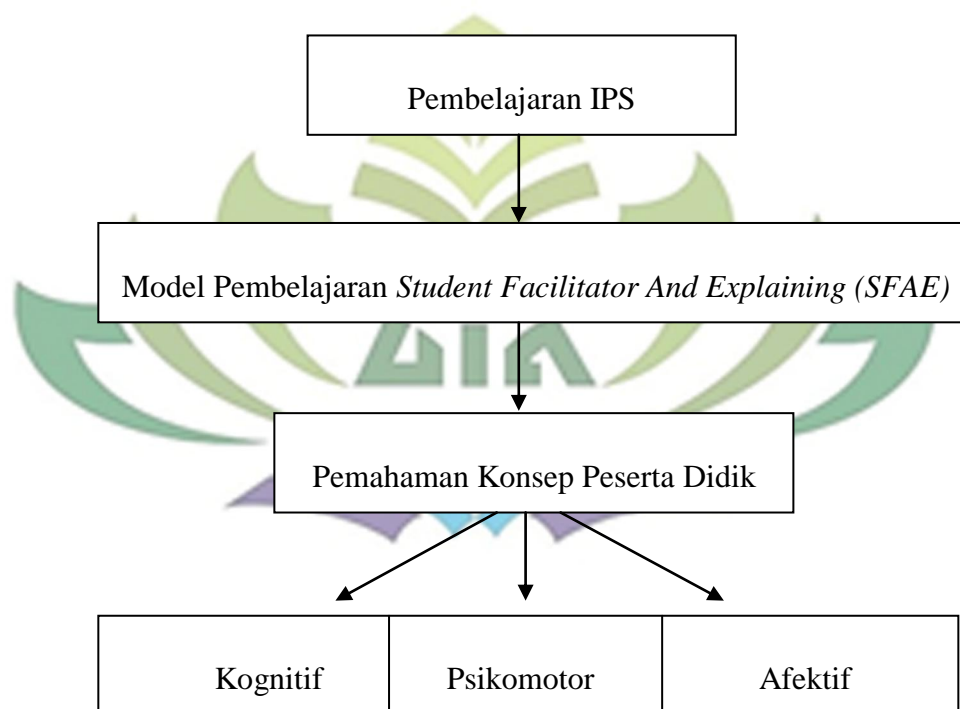 Pembelajaran IPS
Model Pembelajaran Student Facilitator And Explaining (SFAE)
Pemahaman Konsep Peserta Didik
Kognitif
Psikomotor
Afektif